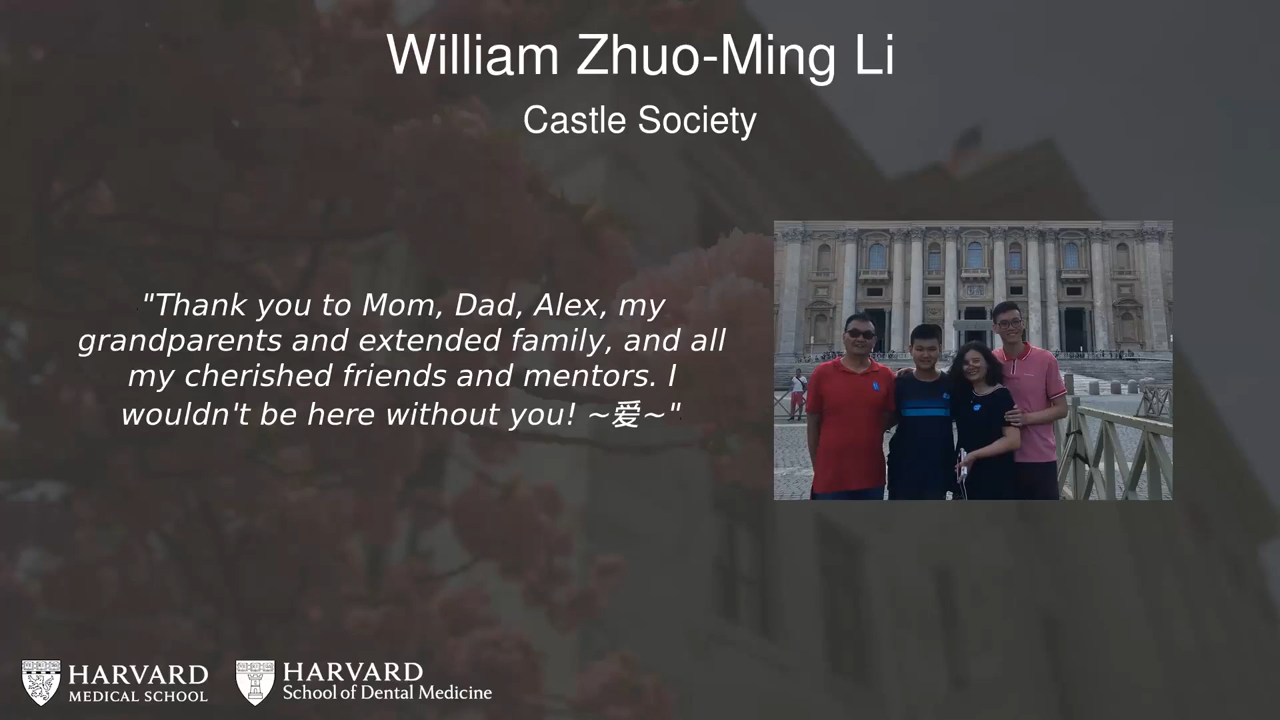 William Zhuo-Ming Li
Castle Society
"Thank you to Mom, Dad, Alex, my
grandparents and extended family, and all
my cherished friends and mentors. I
wouldn't be here without you! ~爱~"
HARVARD
MEDICAL SCHOOL
HARVARD
School of Dental Medicine